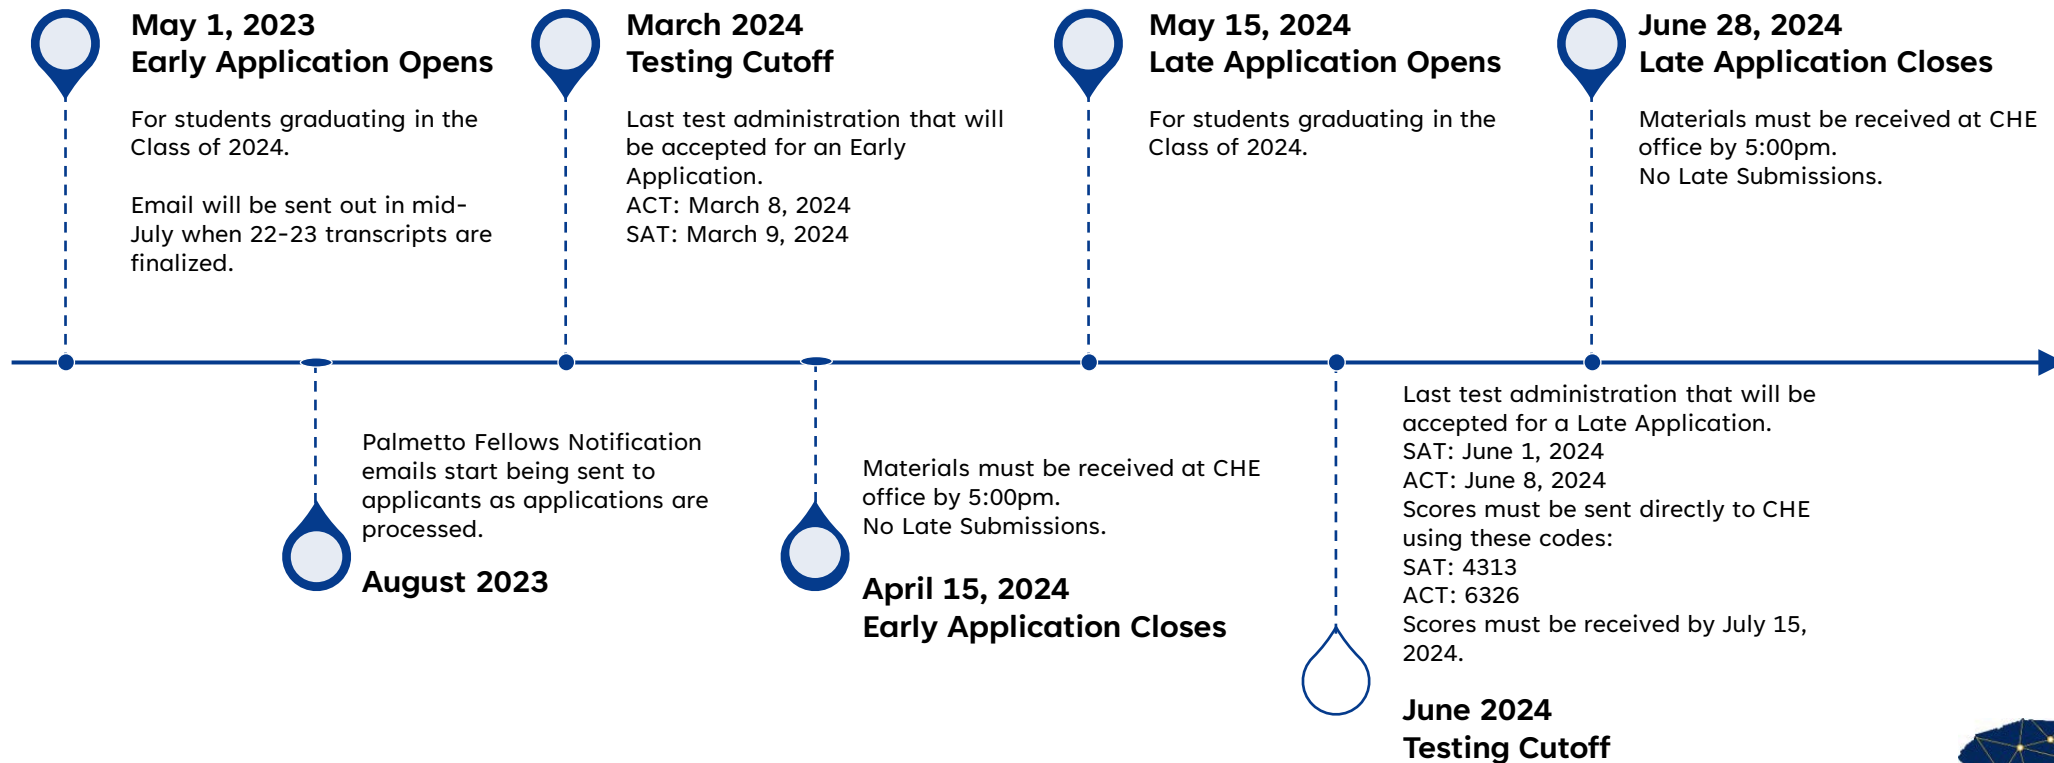 May 1, 2023
Early Application Opens
For students graduating in the
Class of 2024.
Email will be sent out in mid-
July when 22-23 transcripts are
finalized.
Palmetto Fellows Notification
emails start being sent to
applicants as applications are
processed.
August 2023
March 2024
Testing Cutoff
Last test administration that will
be accepted for an Early
Application.
ACT: March 8, 2024
SAT: March 9, 2024
Materials must be received at CHE
office by 5:00pm.
No Late Submissions.
April 15, 2024
Early Application Closes
May 15, 2024
Late Application Opens
For students graduating in the
Class of 2024.
Last test administration that will be
accepted for a Late Application.
SAT: June 1, 2024
ACT: June 8, 2024
Scores must be sent directly to CHE
using these codes:
SAT: 4313
ACT: 6326
Scores must be received by July 15,
2024.
June 2024
Testing Cutoff
June 28, 2024
Late Application Closes
Materials must be received at CHE
office by 5:00pm.
No Late Submissions.